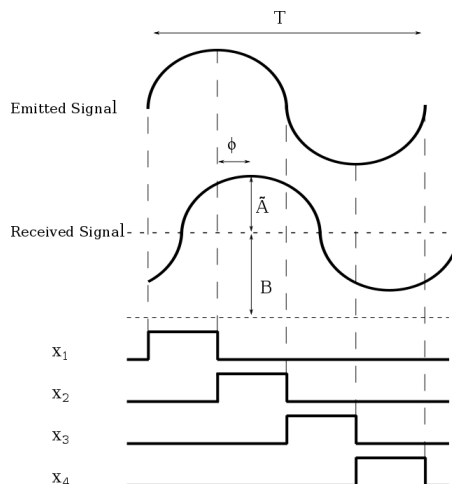 T
Emitted Signal
ϕ
Ã
Received Signal
B
x₁
x₂
x₃
x₄